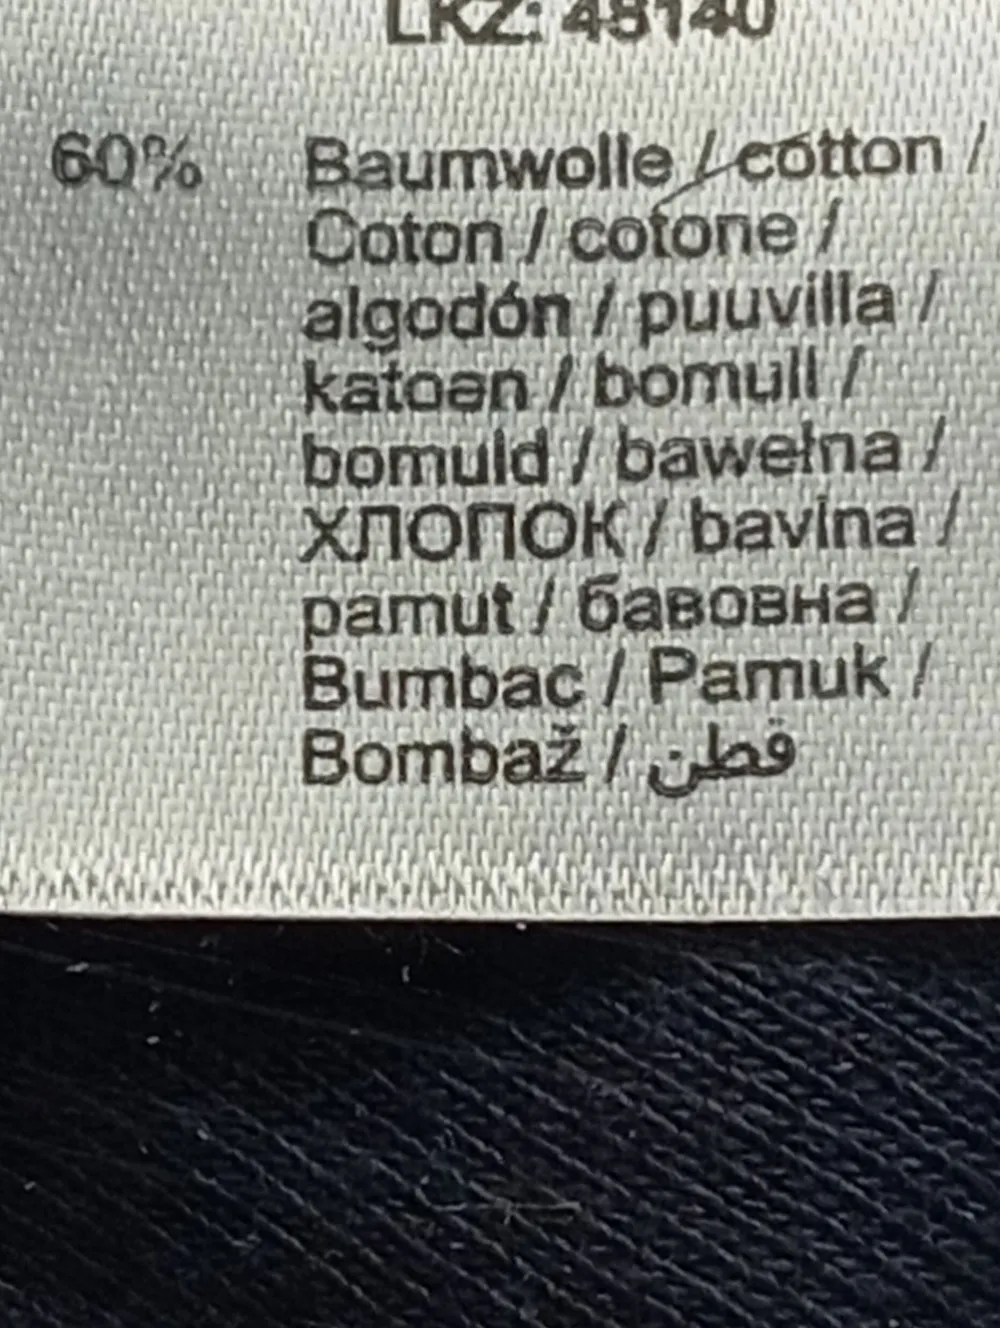 LKZ: 48140
60% Baumwolle / cotton /
Coton / cotone /
algodón / puuvilla /
katoen / bomull /
bomuld / bawełna /
ХЛОПОК / bavlna /
pamut / бавовна /
Bumbac / Pamuk /
Bombaž / قطن